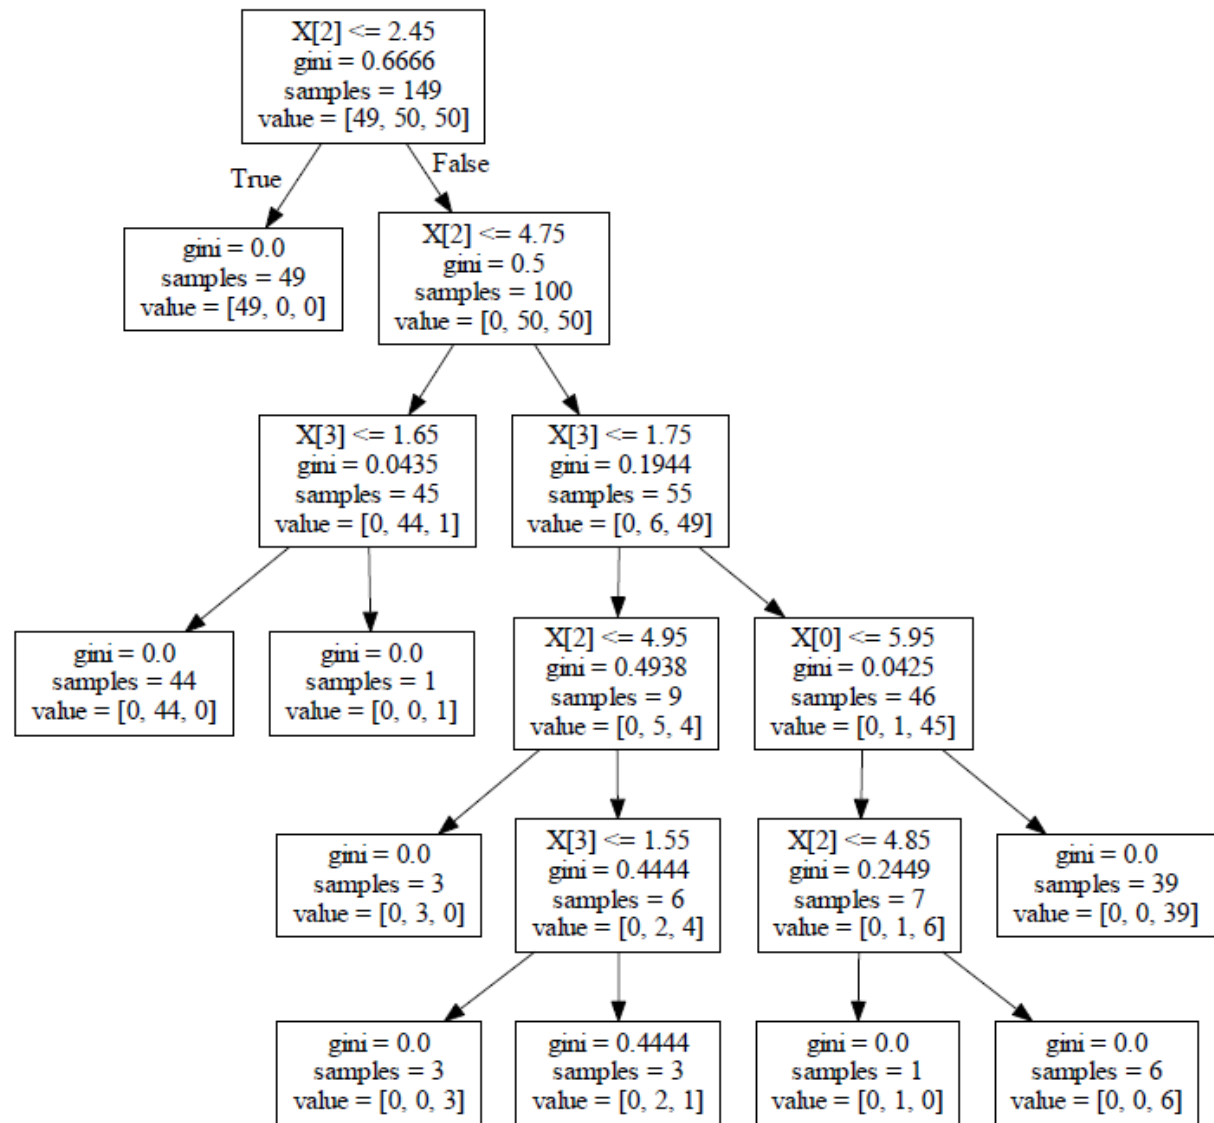 X[2] <= 2.45
gini = 0.6666
samples = 149
value = [49, 50, 50]
True
False
gini = 0.0
samples = 49
value = [49, 0, 0]
X[2] <= 4.75
gini = 0.5
samples = 100
value = [0, 50, 50]
X[3] <= 1.65
gini = 0.0435
samples = 45
value = [0, 44, 1]
X[3] <= 1.75
gini = 0.1944
samples = 55
value = [0, 6, 49]
gini = 0.0
samples = 44
value = [0, 44, 0]
gini = 0.0
samples = 1
value = [0, 0, 1]
X[2] <= 4.95
gini = 0.4938
samples = 9
value = [0, 5, 4]
X[0] <= 5.95
gini = 0.0425
samples = 46
value = [0, 1, 45]
gini = 0.0
samples = 3
value = [0, 3, 0]
X[3] <= 1.55
gini = 0.4444
samples = 6
value = [0, 2, 4]
X[2] <= 4.85
gini = 0.2449
samples = 7
value = [0, 1, 6]
gini = 0.0
samples = 39
value = [0, 0, 39]
gini = 0.0
samples = 3
value = [0, 0, 3]
gini = 0.4444
samples = 3
value = [0, 2, 1]
gini = 0.0
samples = 1
value = [0, 1, 0]
gini = 0.0
samples = 6
value = [0, 0, 6]